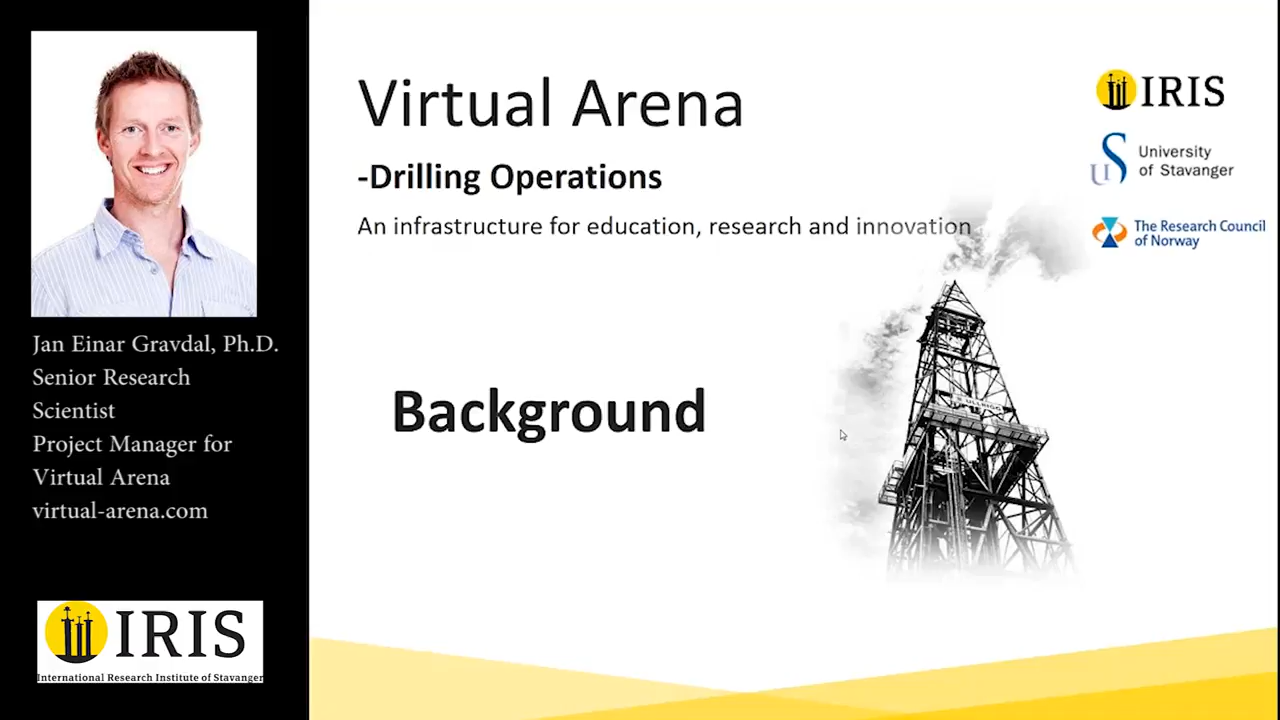 Jan Einar Gravdal, Ph.D.
Senior Research
Scientist
Project Manager for
Virtual Arena
virtual-arena.com
IRIS
International Research Institute of Stavanger
Virtual Arena
-Drilling Operations
An infrastructure for education, research and innovation
Background
IRIS
US
University
of Stavanger
The Research Council
of Norway
ULLRIGG